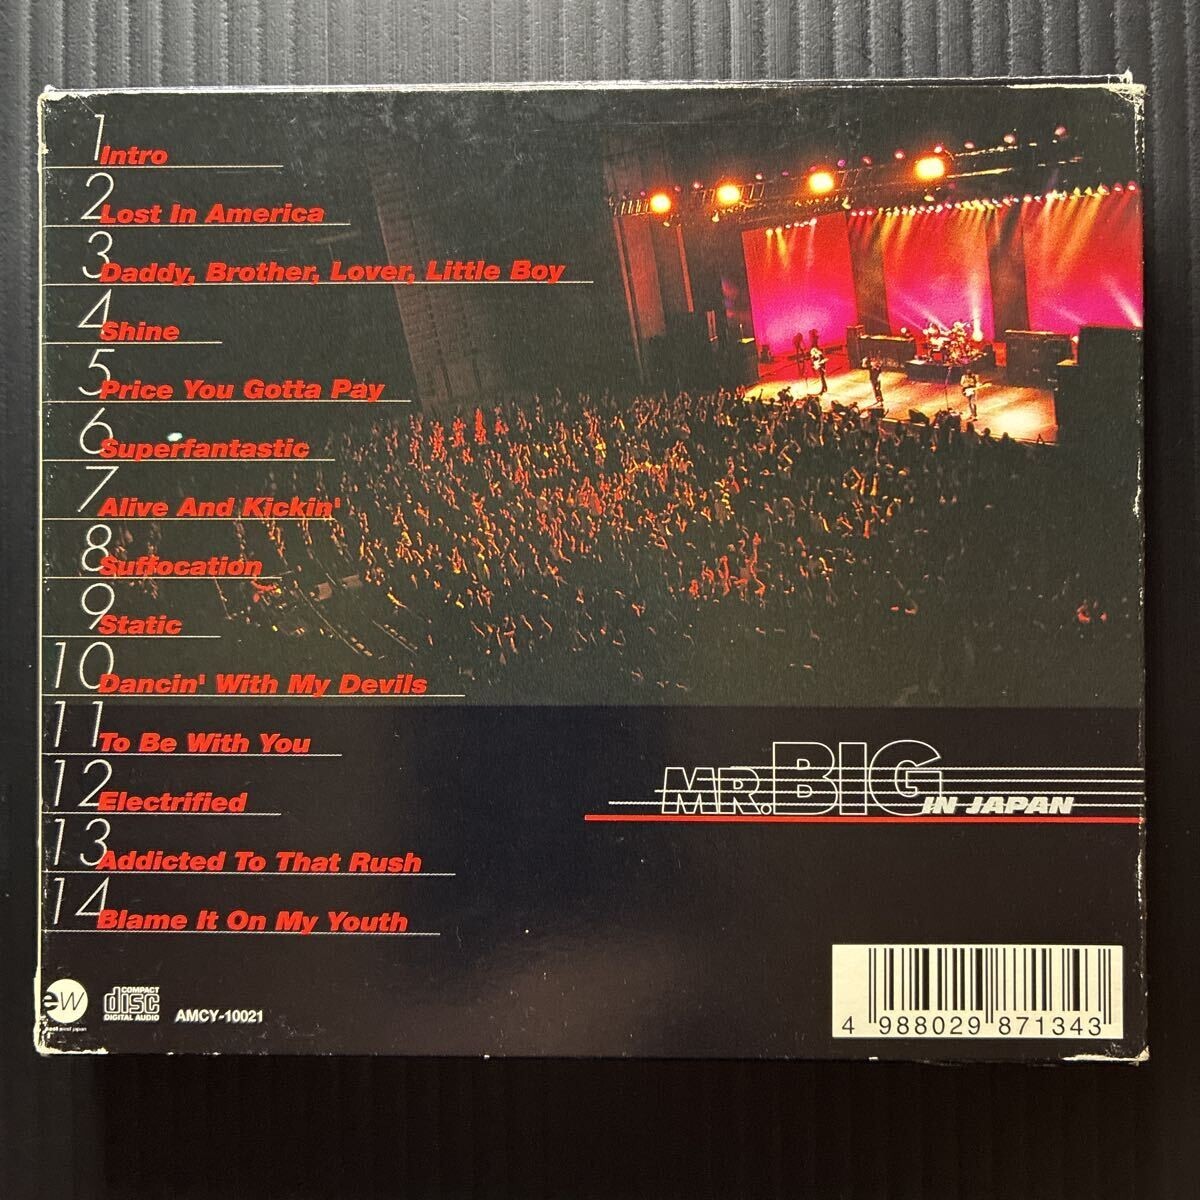 1 Intro
2 Lost In America
3 Daddy, Brother, Lover, Little Boy
4 Shine
5 Price You Gotta Pay
6 Superfantastic
7 Alive And Kickin'
8 Suffocation
9 Static
10 Dancin' With My Devils
11 To Be With You
12 Electrified
13 Addicted To That Rush
14 Blame It On My Youth
MR.BIG IN JAPAN
ew
east west japan
COMPACT
disc
DIGITAL AUDIO
AMCY-10021
4 988029 871343